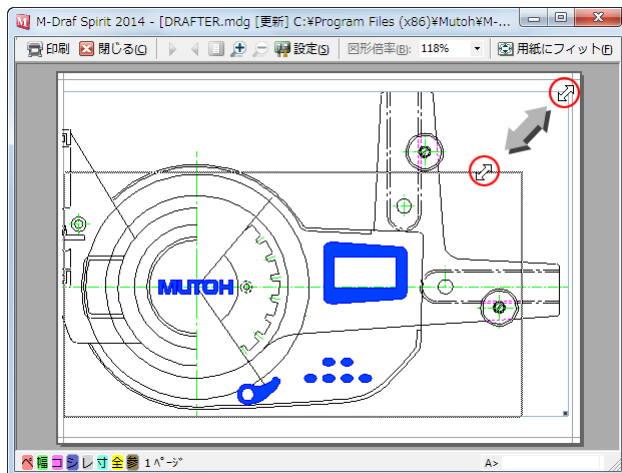 M-Draf Spirit 2014 - [DRAFTER.mdg [更新] C:¥Program Files (x86)¥Mutoh¥M-...
印刷 閉じる(C) 設定(S) 図形倍率(B): 118% 用紙にフィット(F)
MUTOH
ペ 幅 コ シ レ 寸 全 参 1ﾍﾟｰｼﾞ A>